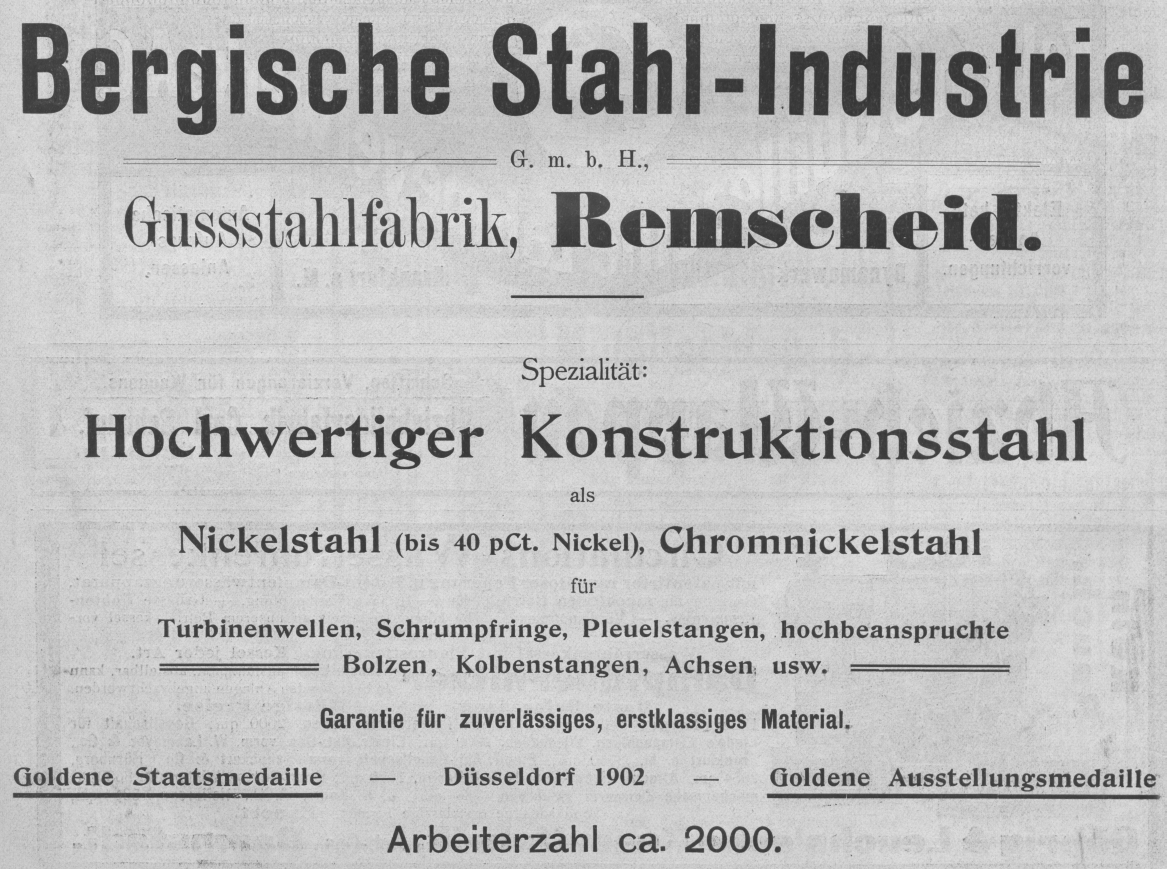 Bergische Stahl-Industrie
G. m. b. H.,
Gussstahlfabrik, Remscheid.
Spezialität:
Hochwertiger Konstruktionsstahl
als
Nickelstahl (bis 40 pCt. Nickel), Chromnickelstahl
für
Turbinenwellen, Schrumpfringe, Pleuelstangen, hochbeanspruchte
Bolzen, Kolbenstangen, Achsen usw.
Garantie für zuverlässiges, erstklassiges Material.
Goldene Staatsmedaille — Düsseldorf 1902 — Goldene Ausstellungsmedaille
Arbeiterzahl ca. 2000.